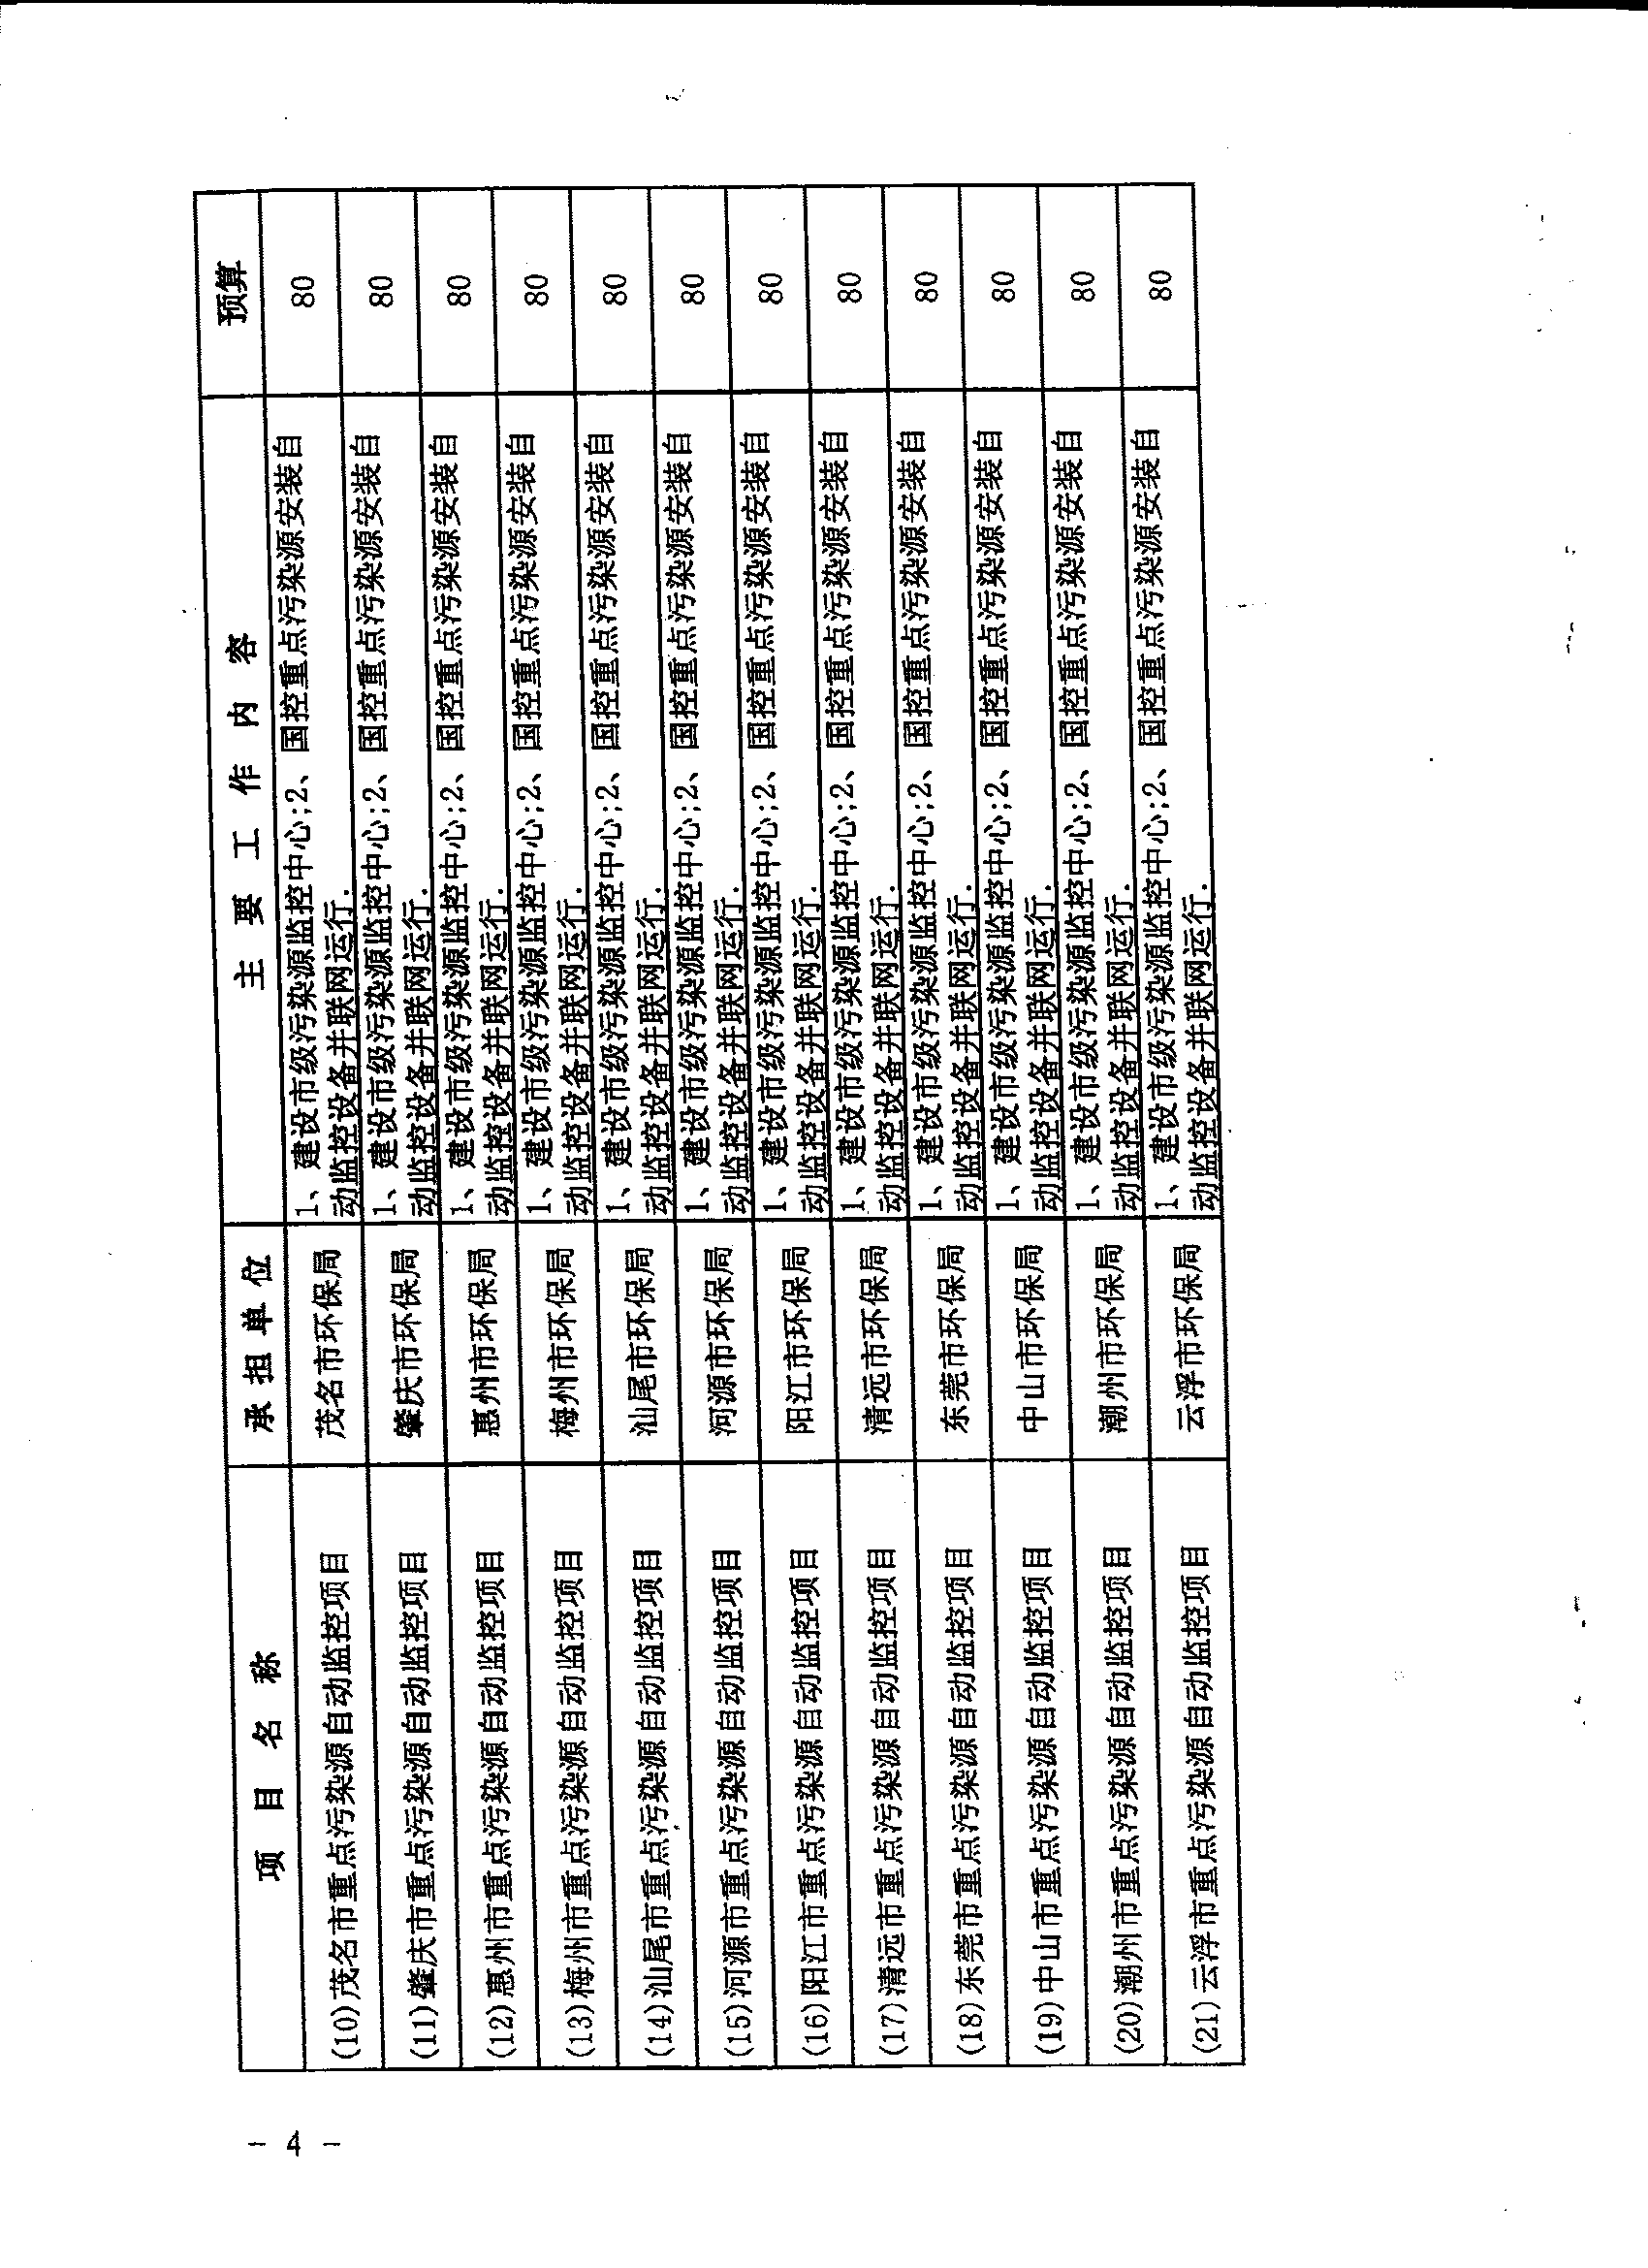 项 目 名 称 承 担 单 位 主 要 工 作 内 容 预算
(10)茂名市重点污染源自动监控项目 茂名市环保局 1、建设市级污染源监控中心;2、国控重点污染源安装自 80
动监控设备并联网运行.
(11)肇庆市重点污染源自动监控项目 肇庆市环保局 1、建设市级污染源监控中心;2、国控重点污染源安装自 80
动监控设备并联网运行.
(12)惠州市重点污染源自动监控项目 惠州市环保局 1、建设市级污染源监控中心;2、国控重点污染源安装自 80
动监控设备并联网运行.
(13)梅州市重点污染源自动监控项目 梅州市环保局 1、建设市级污染源监控中心;2、国控重点污染源安装自 80
动监控设备并联网运行.
(14)汕尾市重点污染源自动监控项目 汕尾市环保局 1、建设市级污染源监控中心;2、国控重点污染源安装自 80
动监控设备并联网运行.
(15)河源市重点污染源自动监控项目 河源市环保局 1、建设市级污染源监控中心;2、国控重点污染源安装自 80
动监控设备并联网运行.
(16)阳江市重点污染源自动监控项目 阳江市环保局 1、建设市级污染源监控中心;2、国控重点污染源安装自 80
动监控设备并联网运行.
(17)清远市重点污染源自动监控项目 清远市环保局 1、建设市级污染源监控中心;2、国控重点污染源安装自 80
动监控设备并联网运行.
(18)东莞市重点污染源自动监控项目 东莞市环保局 1、建设市级污染源监控中心;2、国控重点污染源安装自 80
动监控设备并联网运行.
(19)中山市重点污染源自动监控项目 中山市环保局 1、建设市级污染源监控中心;2、国控重点污染源安装自 80
动监控设备并联网运行.
(20)潮州市重点污染源自动监控项目 潮州市环保局 1、建设市级污染源监控中心;2、国控重点污染源安装自 80
动监控设备并联网运行.
(21)云浮市重点污染源自动监控项目 云浮市环保局 1、建设市级污染源监控中心;2、国控重点污染源安装自 80
动监控设备并联网运行.
- 4 -